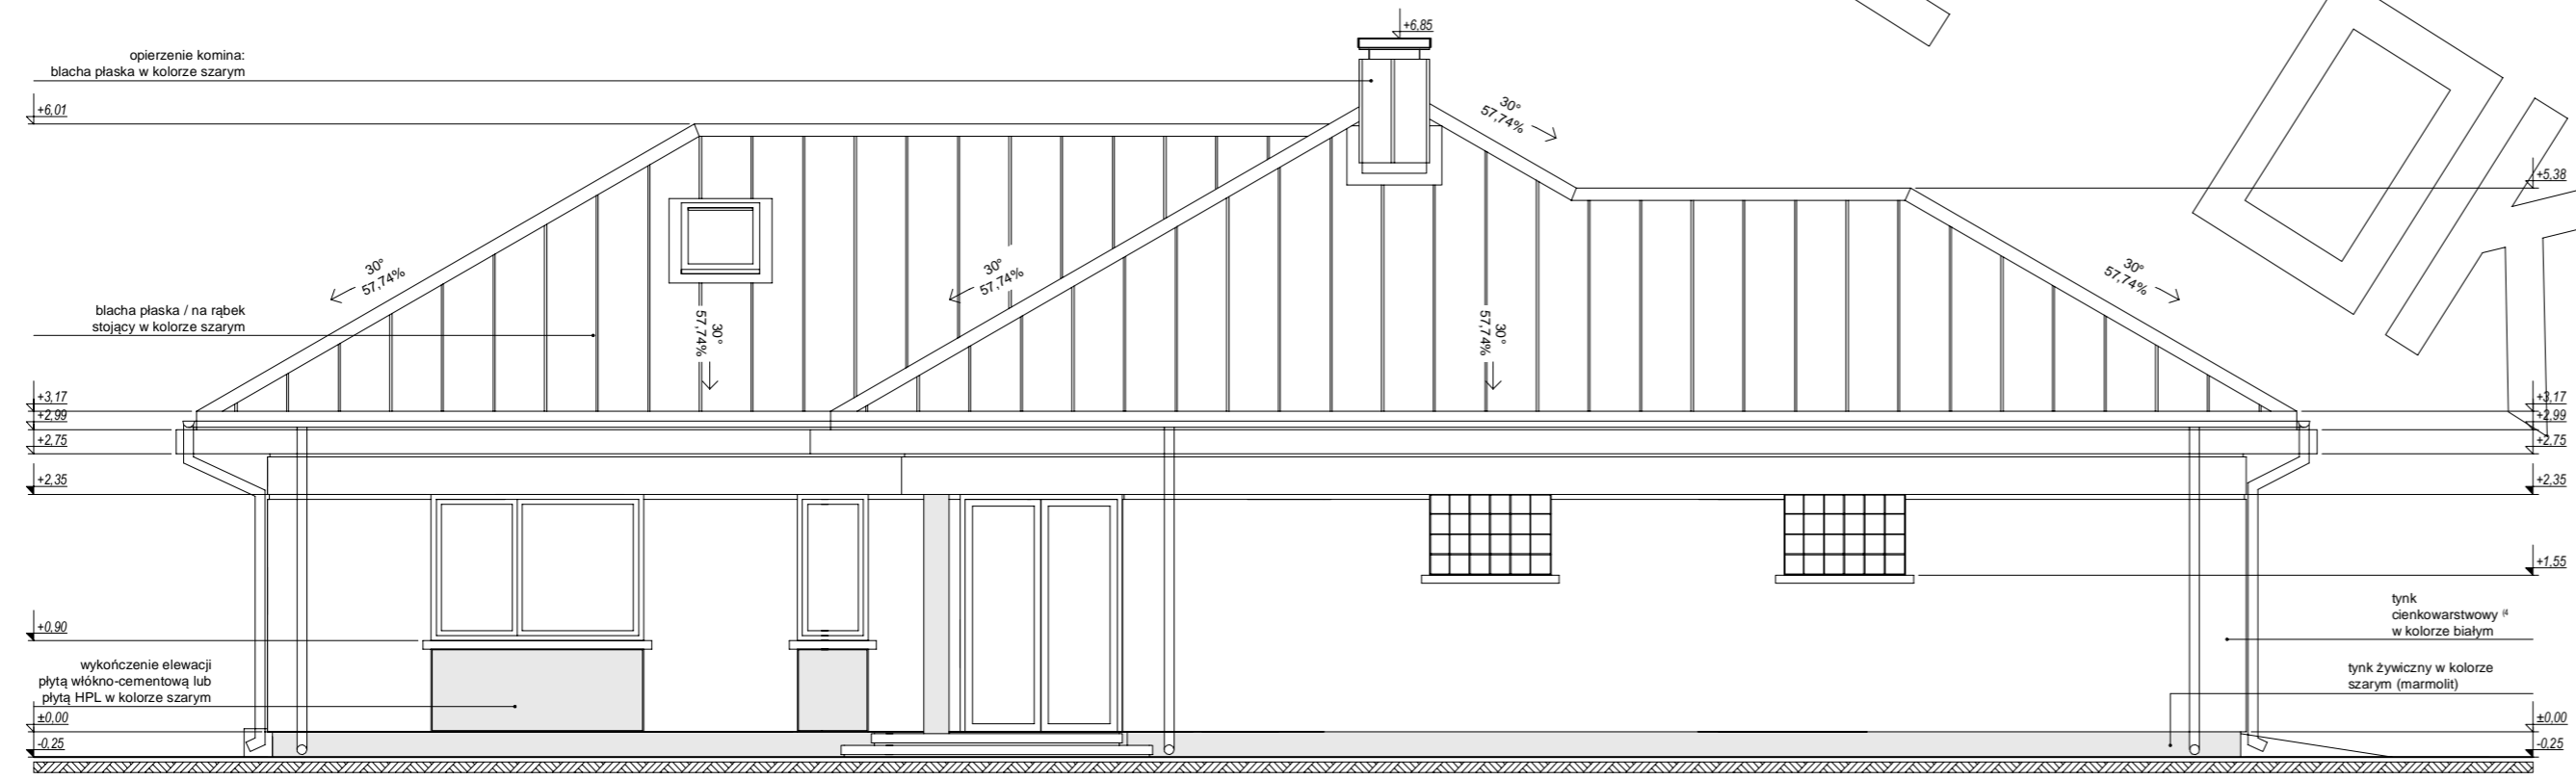 +6,85
opierzenie komina:
blacha płaska w kolorze szarym
+6,01
30°
57,74%
+5,38
30°
57,74%
30°
57,74%
30°
57,74%
blacha płaska / na rąbek
stojący w kolorze szarym
30°
57,74%
30°
57,74%
+3,17
+2,99
+2,75
+2,35
+3,17
+2,99
+2,75
+2,35
+1,55
+0,90
tynk
cienkowarstwowy
w kolorze białym
wykończenie elewacji
płytą włókno-cementową lub
płytą HPL w kolorze szarym
tynk żywiczny w kolorze
szarym (marmolit)
±0,00
-0,25
±0,00
-0,25